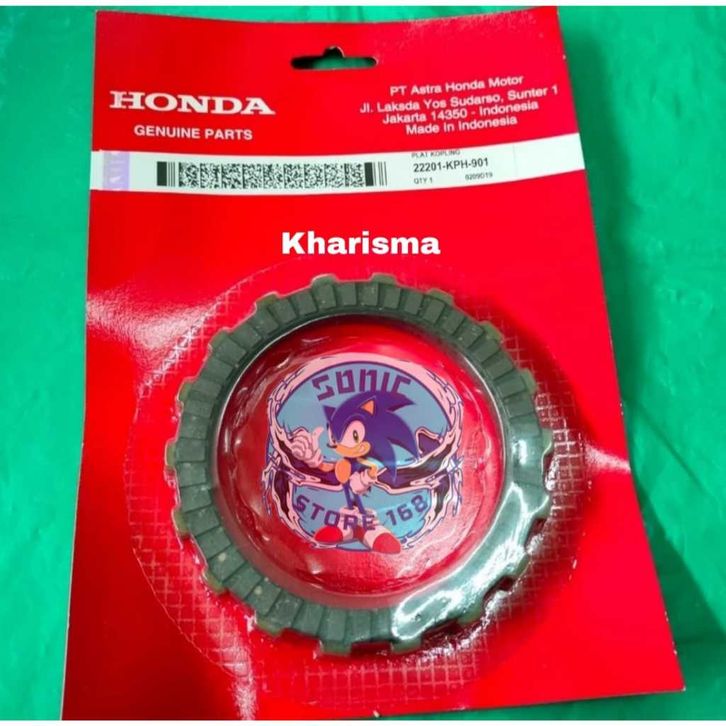 HONDA
GENUINE PARTS
PT Astra Honda Motor
Jl. Laksda Yos Sudarso, Sunter 1
Jakarta 14350 - Indonesia
Made in Indonesia
PLAT KOPLING
22201-KPH-901
QTY 1 0209D19
Kharisma
SONIC
STORE 168